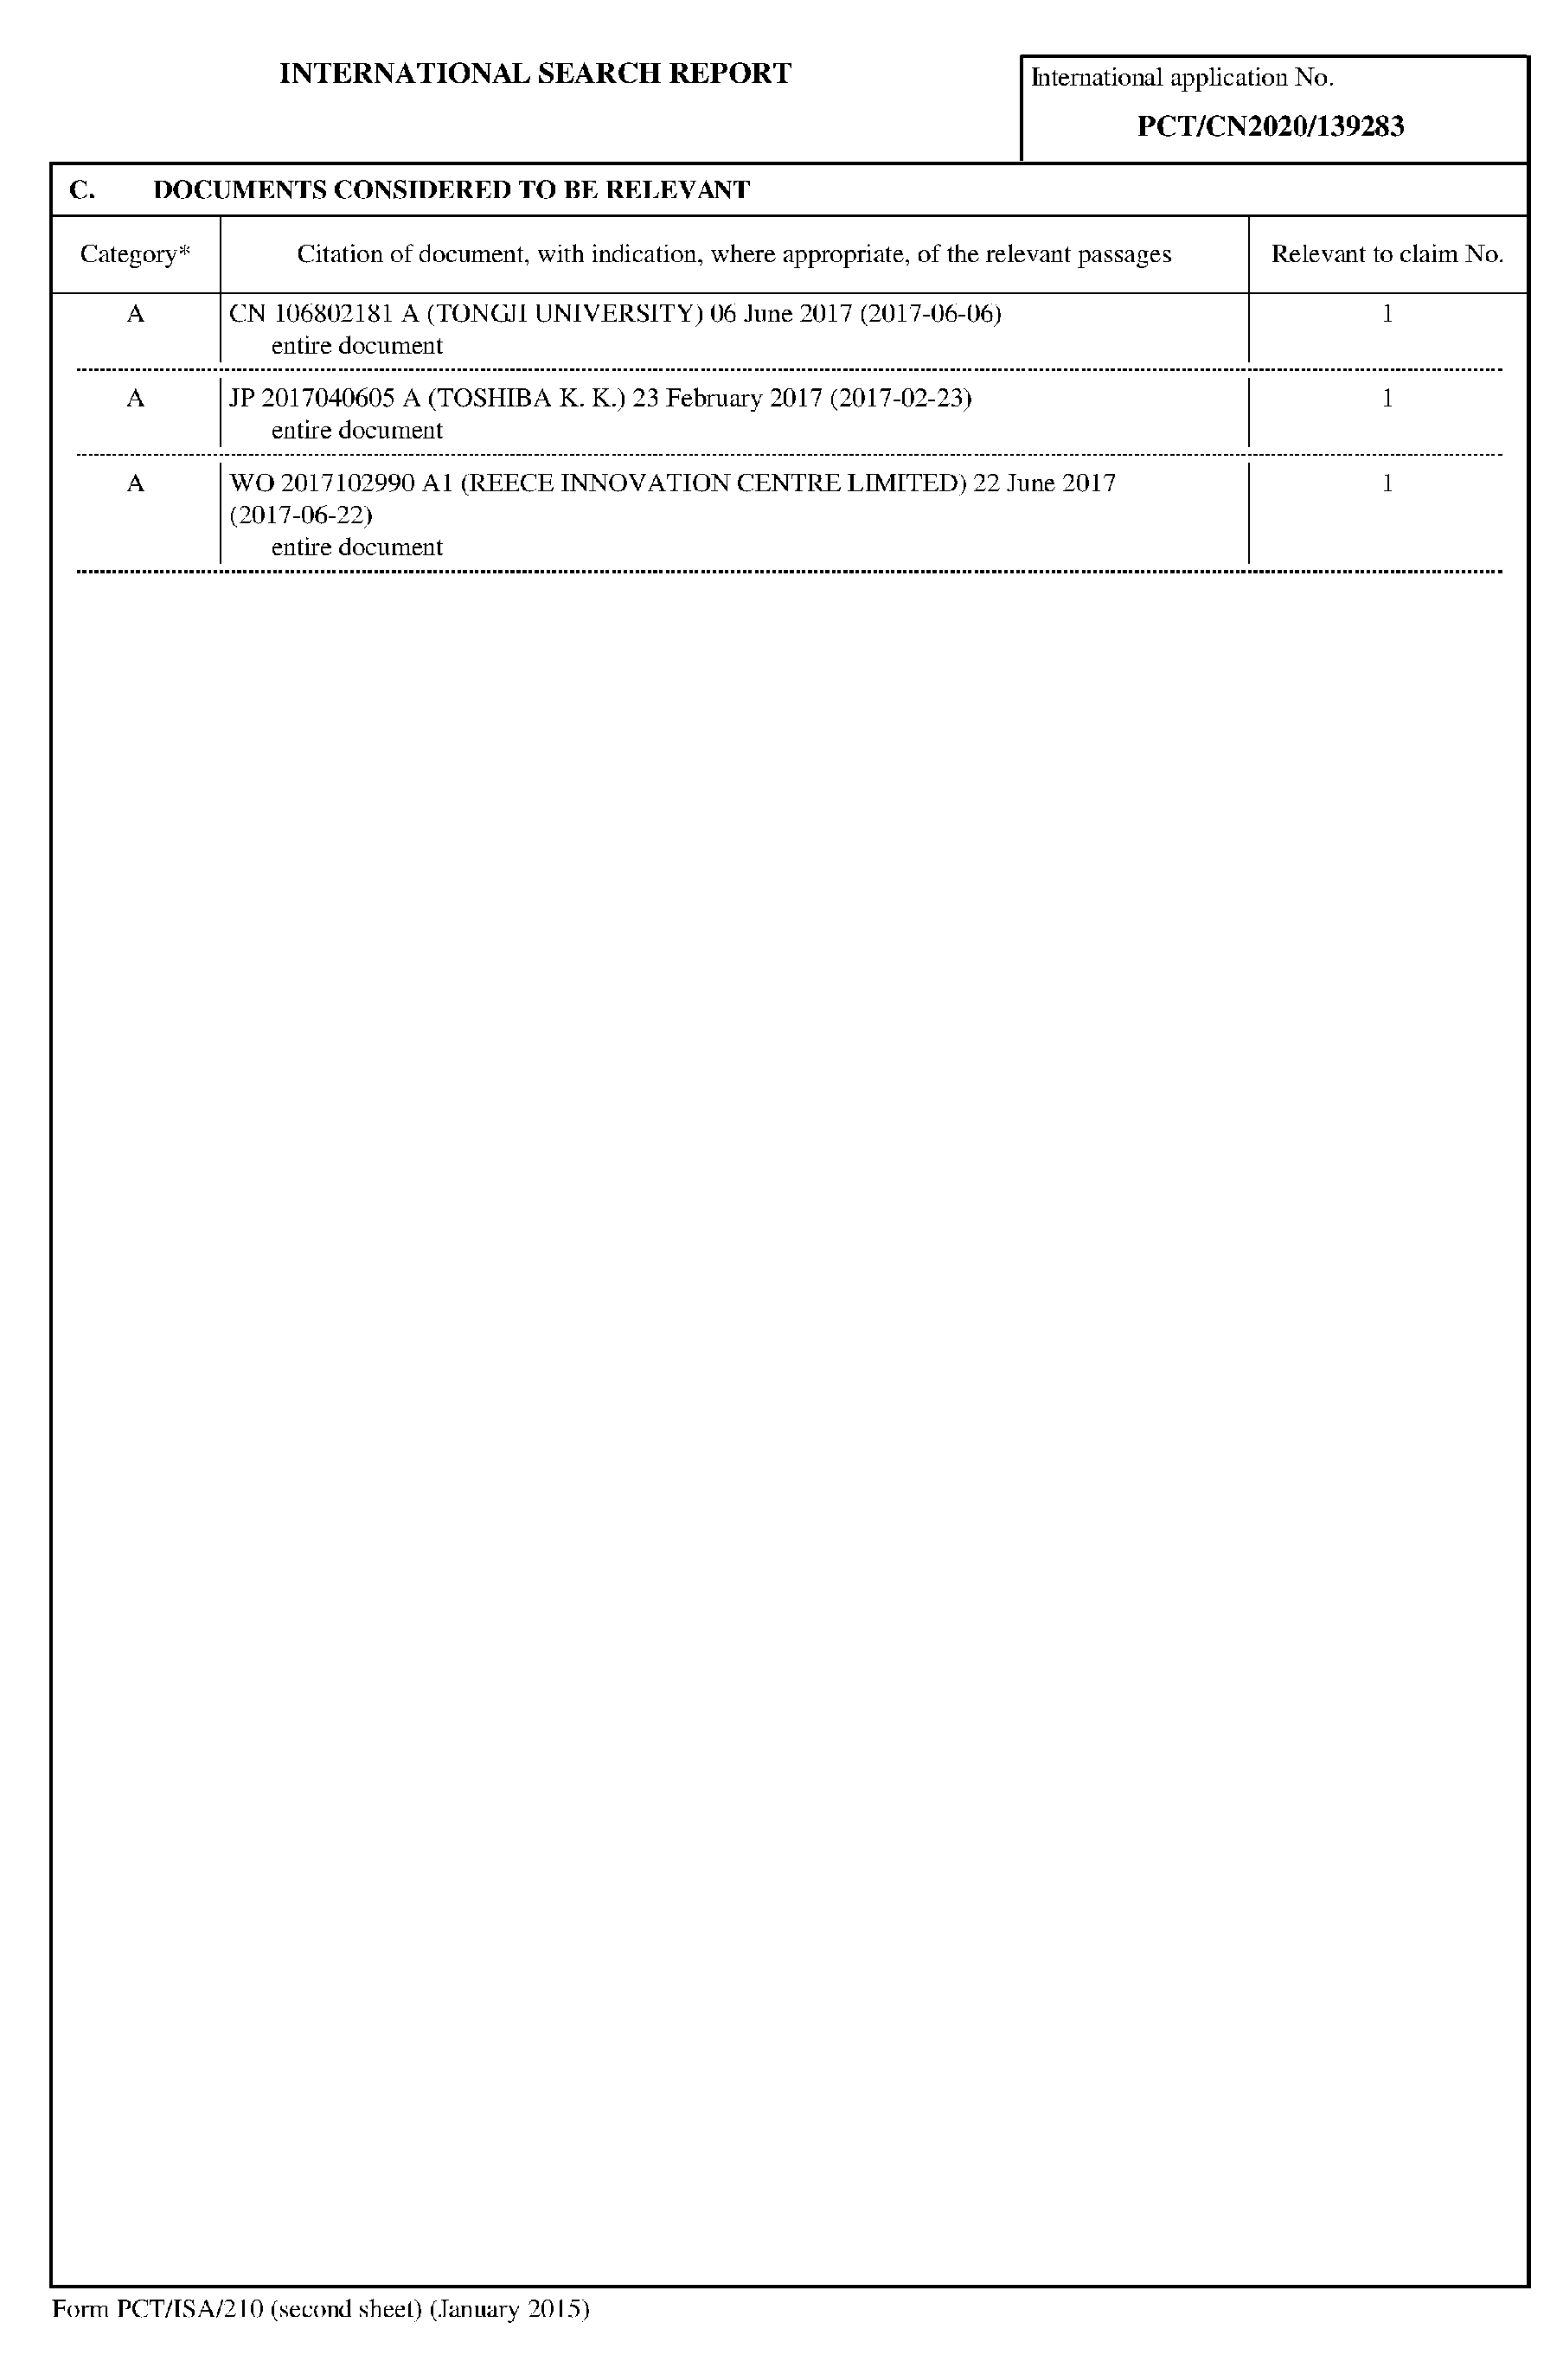 INTERNATIONAL SEARCH REPORT
International application No.
PCT/CN2020/139283
C. DOCUMENTS CONSIDERED TO BE RELEVANT
Category* Citation of document, with indication, where appropriate, of the relevant passages Relevant to claim No.
A CN 106802181 A (TONGJI UNIVERSITY) 06 June 2017 (2017-06-06) 1
entire document
A JP 2017040605 A (TOSHIBA K. K.) 23 February 2017 (2017-02-23) 1
entire document
A WO 2017102990 A1 (REECE INNOVATION CENTRE LIMITED) 22 June 2017 1
(2017-06-22)
entire document
Form PCT/ISA/210 (second sheet) (January 2015)